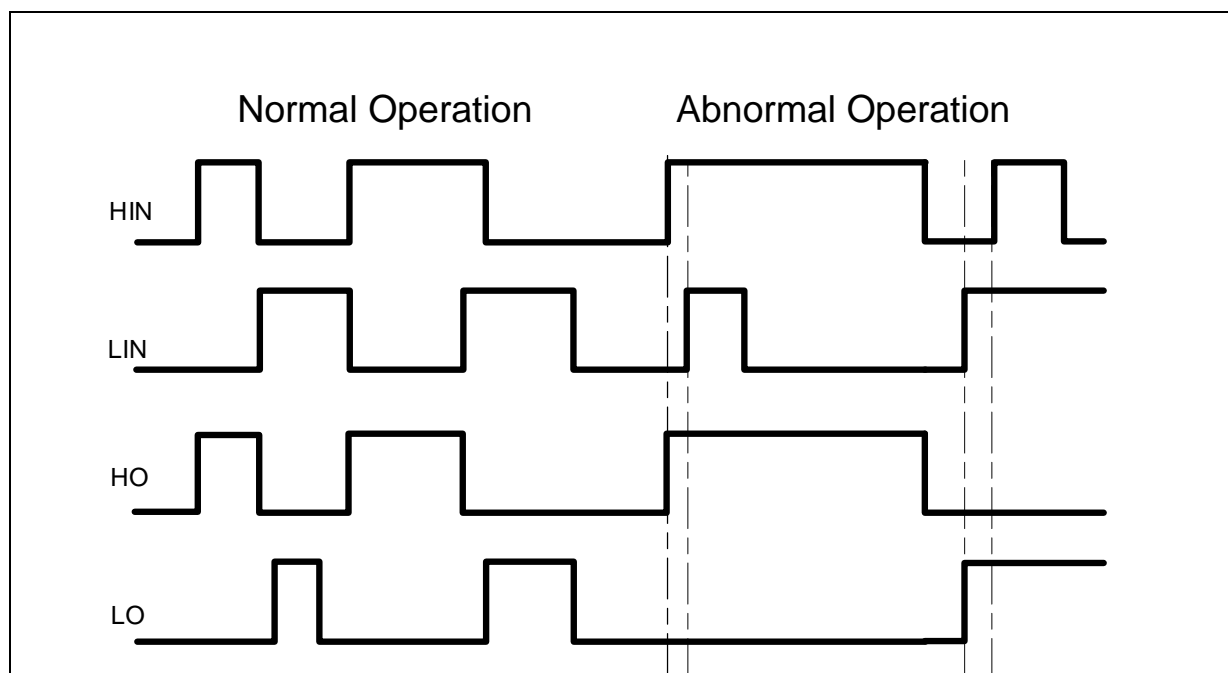 Normal Operation
Abnormal Operation
HIN
LIN
HO
LO